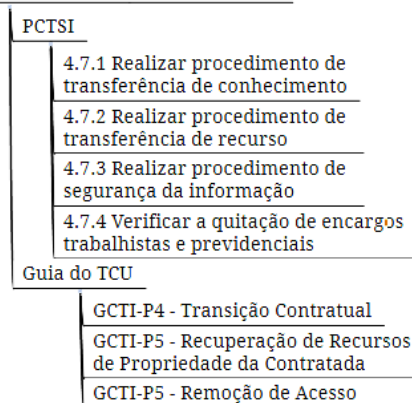 PCTSI
4.7.1 Realizar procedimento de
transferência de conhecimento
4.7.2 Realizar procedimento de
transferência de recurso
4.7.3 Realizar procedimento de
segurança da informação
4.7.4 Verificar a quitação de encargos
trabalhistas e previdenciais
Guia do TCU
GCTI-P4 - Transição Contratual
GCTI-P5 - Recuperação de Recursos
de Propriedade da Contratada
GCTI-P5 - Remoção de Acesso